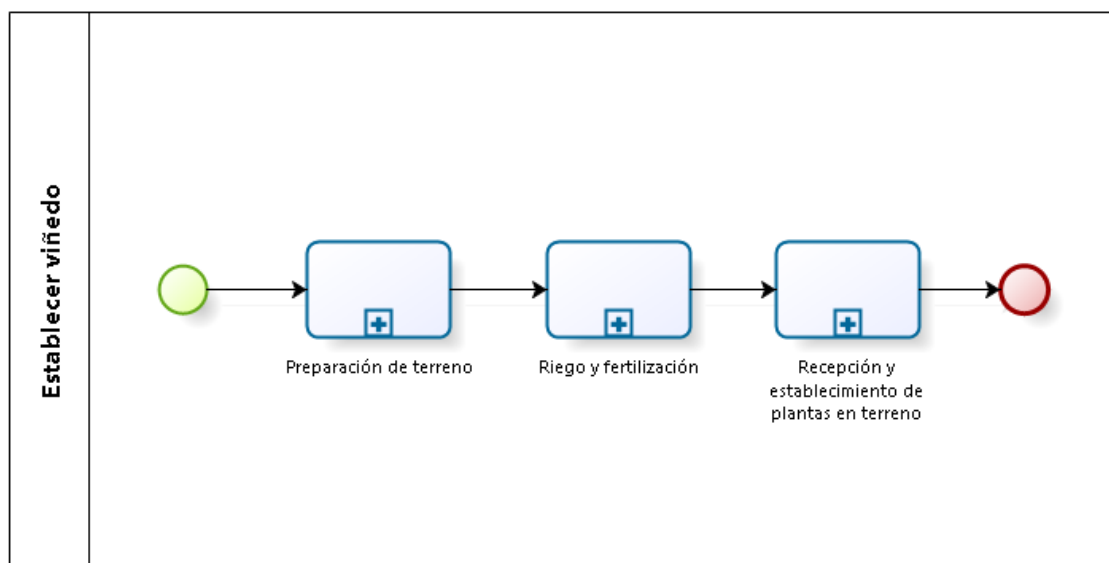 Establecer viñedo
Preparación de terreno
Riego y fertilización
Recepción y
establecimiento de
plantas en terreno